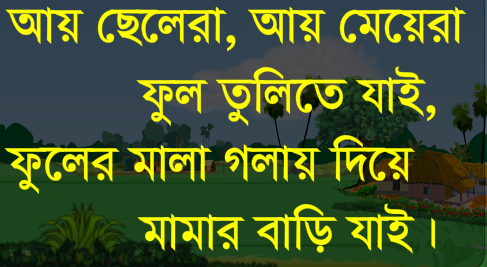 আয় ছেলেরা, আয় মেয়েরা
ফুল তুলিতে যাই,
ফুলের মালা গলায় দিয়ে
মামার বাড়ি যাই।